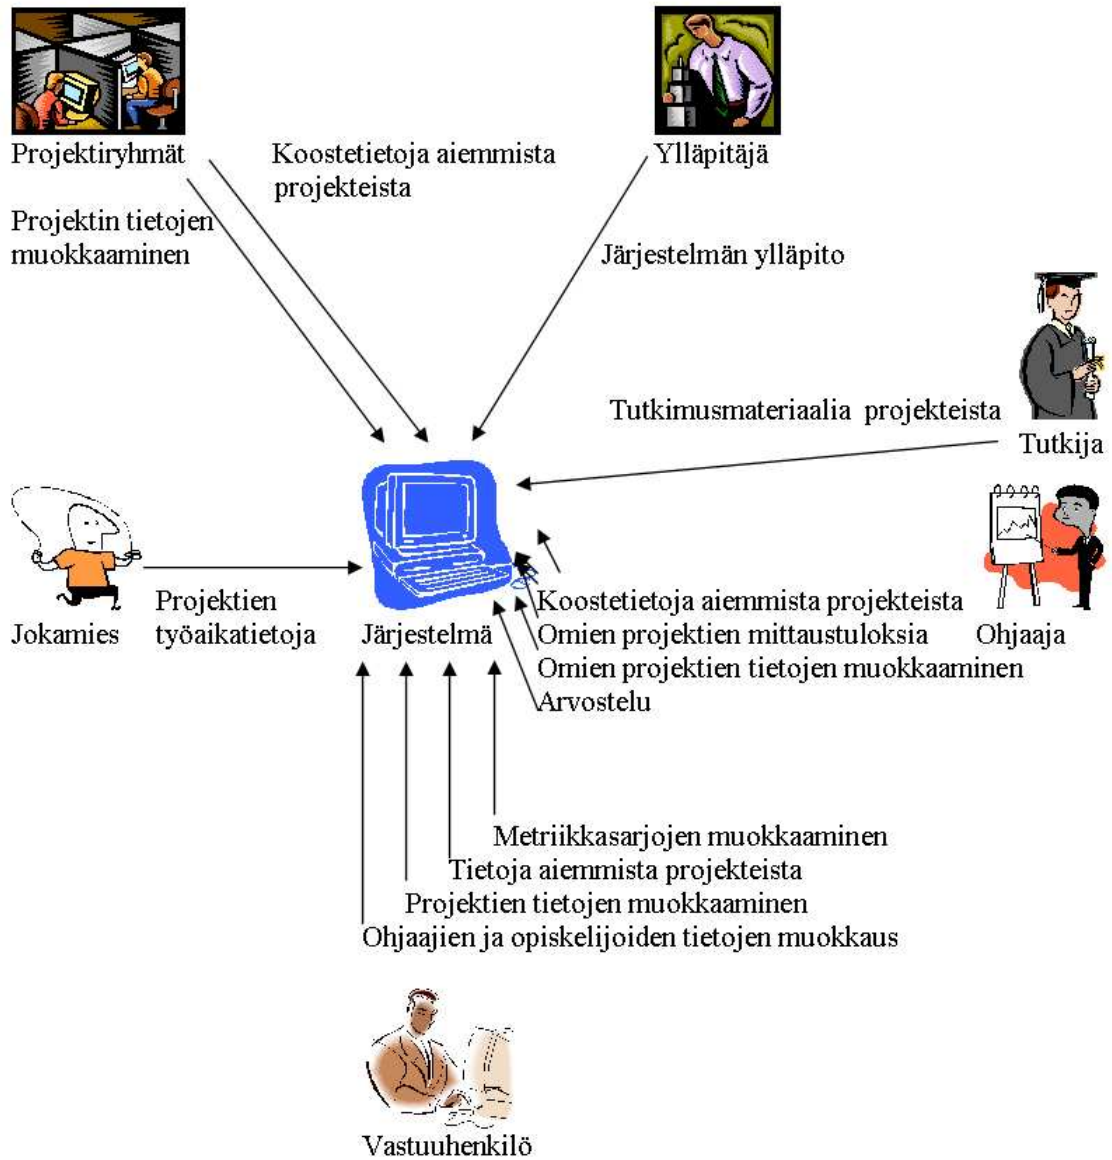 Projektiryhmät
Koostetietoja aiemmista
projekteista
Ylläpitäjä
Projektin tietojen
muokkaaminen
Järjestelmän ylläpito
Tutkimusmateriaalia projekteista
Tutkija
Jokamies
Projektien
työaikatietoja
Järjestelmä
Koostetietoja aiemmista projekteista
Omien projektien mittaustuloksia
Omien projektien tietojen muokkaaminen
Arvostelu
Ohjaaja
Metriikkasarjojen muokkaaminen
Tietoja aiemmista projekteista
Projektien tietojen muokkaaminen
Ohjaajien ja opiskelijoiden tietojen muokkaus
Vastuuhenkilö